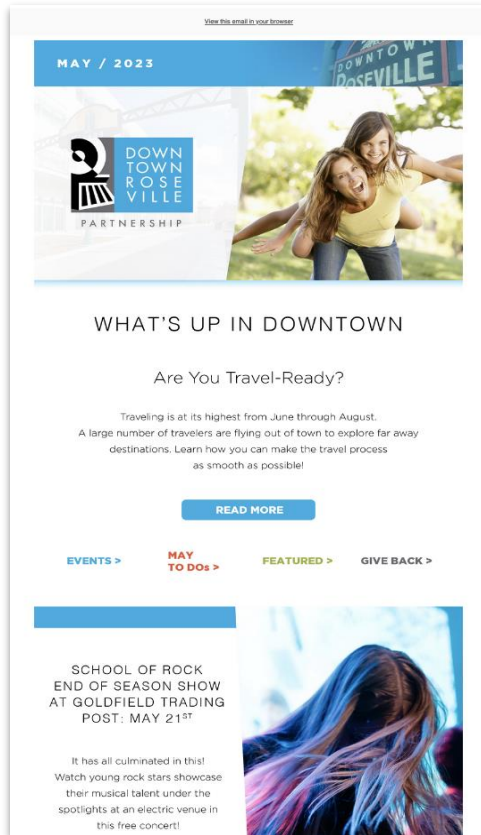 View this email in your browser
MAY / 2023
DOWNTOWN
ROSEVILLE
DOWN
TOWN
ROSE
VILLE
PARTNERSHIP
WHAT'S UP IN DOWNTOWN
Are You Travel-Ready?
Traveling is at its highest from June through August.
A large number of travelers are flying out of town to explore far away
destinations. Learn how you can make the travel process
as smooth as possible!
READ MORE
EVENTS >
MAY
TO DOs >
FEATURED >
GIVE BACK >
SCHOOL OF ROCK
END OF SEASON SHOW
AT GOLDFIELD TRADING
POST: MAY 21ST
It has all culminated in this!
Watch young rock stars showcase
their musical talent under the
spotlights at an electric venue in
this free concert!